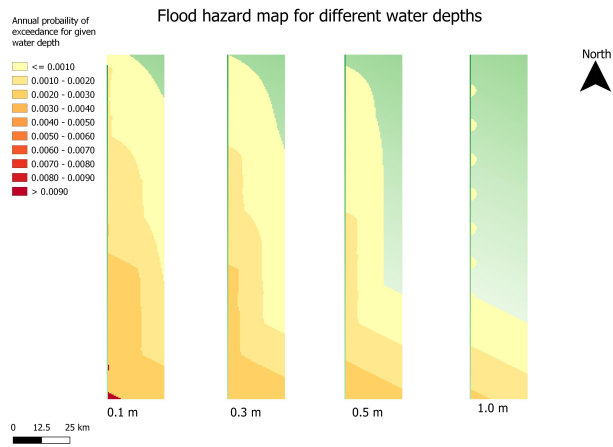 Flood hazard map for different water depths
Annual probaility of
exceedance for given
water depth
<= 0.0010
0.0010 - 0.0020
0.0020 - 0.0030
0.0030 - 0.0040
0.0040 - 0.0050
0.0050 - 0.0060
0.0060 - 0.0070
0.0070 - 0.0080
0.0080 - 0.0090
> 0.0090
North
0.1 m
0.3 m
0.5 m
1.0 m
0 12.5 25 km